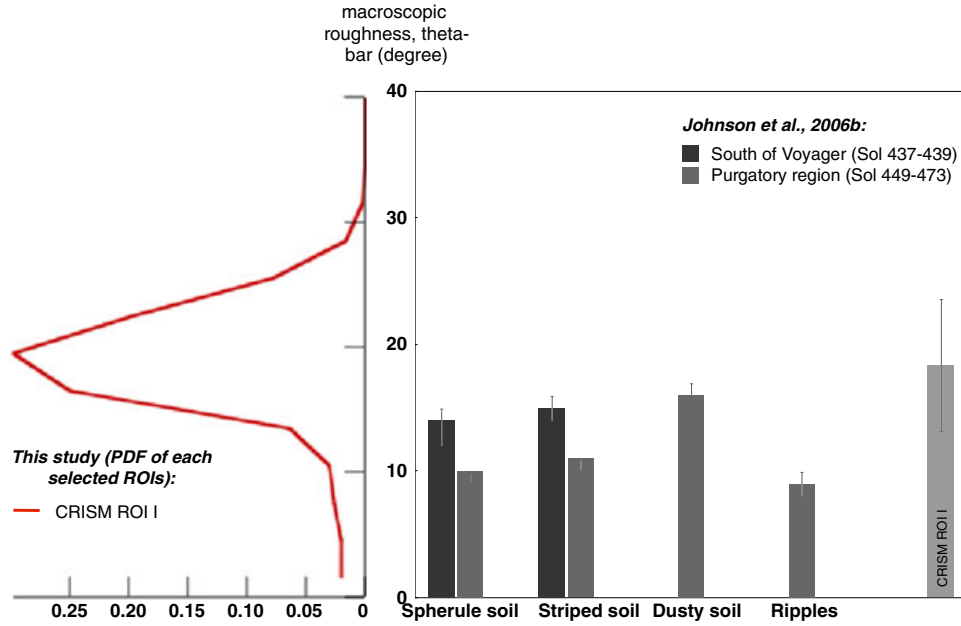 macroscopic
roughness, theta-
bar (degree)
40
30
20
10
0
Johnson et al., 2006b:
South of Voyager (Sol 437-439)
Purgatory region (Sol 449-473)
This study (PDF of each
selected ROIs):
CRISM ROI I
CRISM ROI I
0.25 0.20 0.15 0.10 0.05 0
Spherule soil Striped soil Dusty soil Ripples